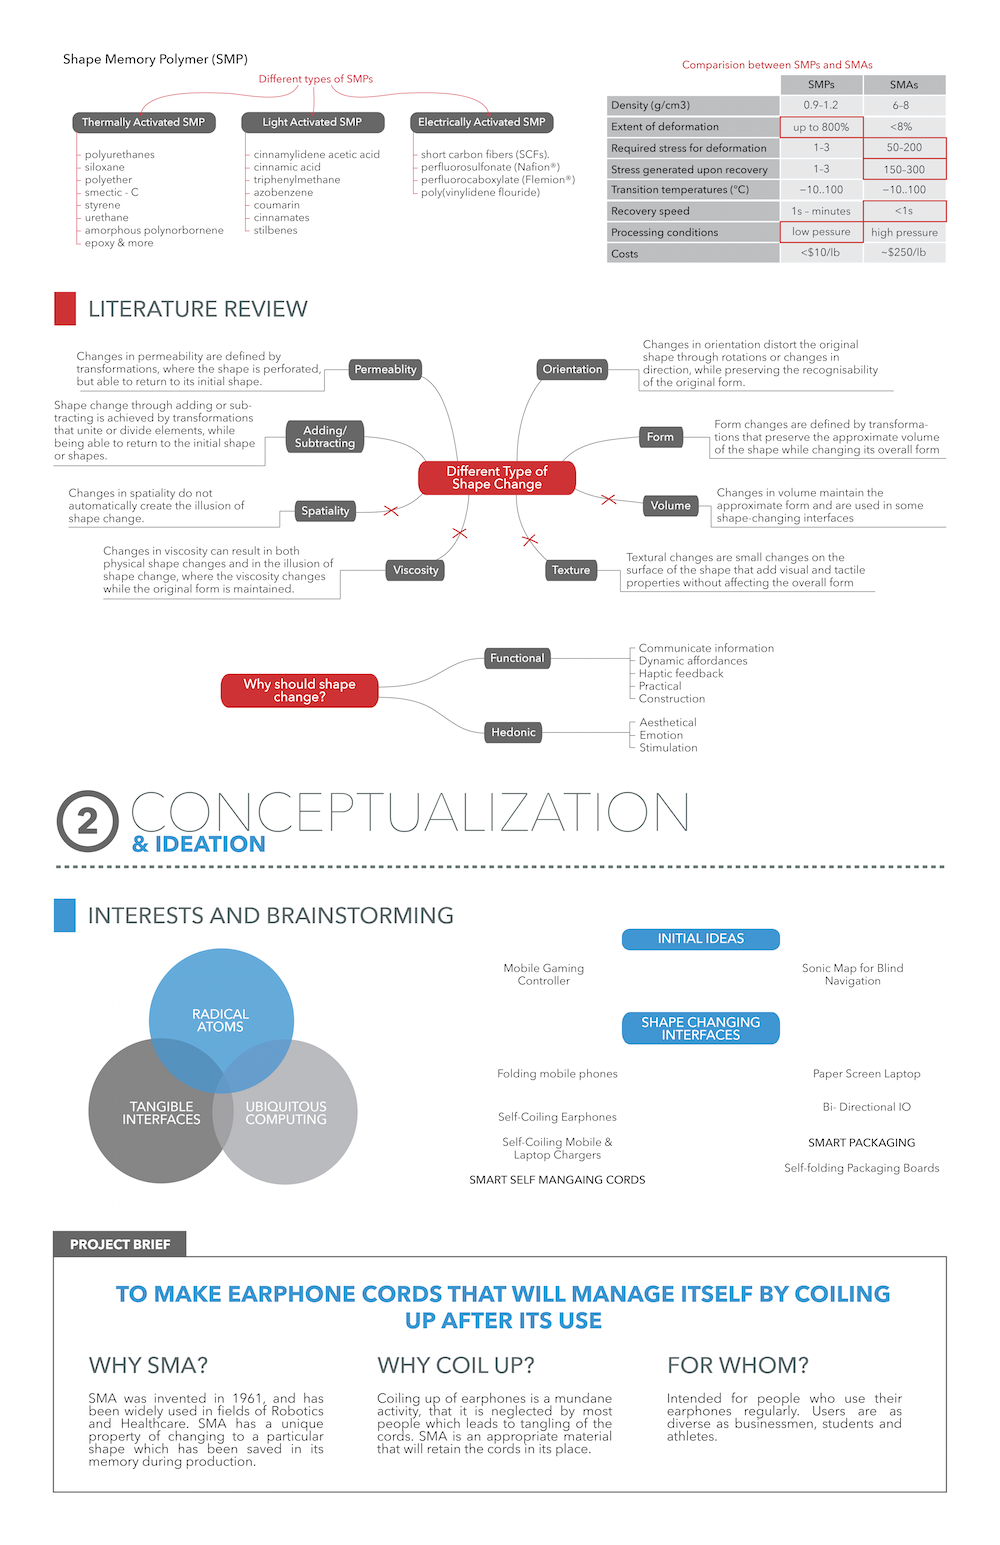 Shape Memory Polymer (SMP)
Different types of SMPs
Thermally Activated SMP
polyurethanes
siloxane
polyether
smectic - C
styrene
urethane
amorphous polynorbornene
epoxy & more
Light Activated SMP
cinnamylidene acetic acid
cinnamic acid
triphenylmethane
azobenzene
coumarin
cinnamates
stilbenes
Electrically Activated SMP
short carbon fibers (SCFs).
perfluorosulfonate (Nafion®)
perfluorocaboxylate (Flemion®)
poly(vinylidene flouride)
Comparision between SMPs and SMAs
SMPs SMAs
Density (g/cm3) 0.9-1.2 6-8
Extent of deformation up to 800% <8%
Required stress for deformation 1-3 50-200
Stress generated upon recovery 1-3 150-300
Transition temperatures (°C) −10..100 −10..100
Recovery speed 1s - minutes <1s
Processing conditions low pessure high pressure
Costs <$10/lb ~$250/lb
LITERATURE REVIEW
Changes in permeability are defined by
transformations, where the shape is perforated,
but able to return to its initial shape.
Permeablity
Shape change through adding or sub-
tracting is achieved by transformations
that unite or divide elements, while
being able to return to the initial shape
or shapes.
Adding/
Subtracting
Changes in spatiality do not
automatically create the illusion of
shape change.
Spatiality
Changes in viscosity can result in both
physical shape changes and in the illusion of
shape change, where the viscosity changes
while the original form is maintained.
Viscosity
Different Type of
Shape Change
Orientation
Changes in orientation distort the original
shape through rotations or changes in
direction, while preserving the recognisability
of the original form.
Form
Form changes are defined by transforma-
tions that preserve the approximate volume
of the shape while changing its overall form
Volume
Changes in volume maintain the
approximate form and are used in some
shape-changing interfaces
Texture
Textural changes are small changes on the
surface of the shape that add visual and tactile
properties without affecting the overall form
Why should shape
change?
Functional
Communicate information
Dynamic affordances
Haptic feedback
Practical
Construction
Hedonic
Aesthetical
Emotion
Stimulation
2 CONCEPTUALIZATION
& IDEATION
INTERESTS AND BRAINSTORMING
RADICAL
ATOMS
TANGIBLE
INTERFACES
UBIQUITOUS
COMPUTING
INITIAL IDEAS
Mobile Gaming
Controller
Sonic Map for Blind
Navigation
SHAPE CHANGING
INTERFACES
Folding mobile phones
Self-Coiling Earphones
Self-Coiling Mobile &
Laptop Chargers
SMART SELF MANGAING CORDS
Paper Screen Laptop
Bi- Directional IO
SMART PACKAGING
Self-folding Packaging Boards
PROJECT BRIEF
TO MAKE EARPHONE CORDS THAT WILL MANAGE ITSELF BY COILING
UP AFTER ITS USE
WHY SMA?
SMA was invented in 1961, and has
been widely used in fields of Robotics
and Healthcare. SMA has a unique
property of changing to a particular
shape which has been saved in its
memory during production.
WHY COIL UP?
Coiling up of earphones is a mundane
activity, that it is neglected by most
people which leads to tangling of the
cords. SMA is an appropriate material
that will retain the cords in its place.
FOR WHOM?
Intended for people who use their
earphones regularly. Users are as
diverse as businessmen, students and
athletes.